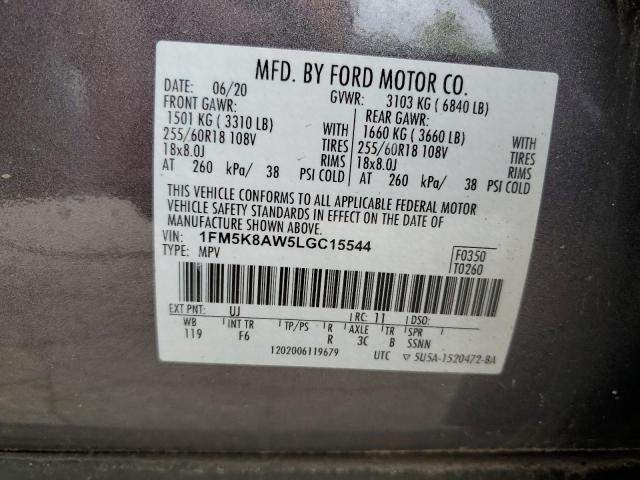 MFD. BY FORD MOTOR CO.
DATE: 06/20 GVWR: 3103 KG ( 6840 LB)
FRONT GAWR: REAR GAWR:
1501 KG ( 3310 LB) WITH 1660 KG ( 3660 LB) WITH
255/60R18 108V TIRES 255/60R18 108V TIRES
18x8.0J RIMS 18x8.0J RIMS
AT 260 kPa/ 38 PSI COLD AT 260 kPa/ 38 PSI COLD
THIS VEHICLE CONFORMS TO ALL APPLICABLE FEDERAL MOTOR
VEHICLE SAFETY STANDARDS IN EFFECT ON THE DATE OF
MANUFACTURE SHOWN ABOVE.
VIN: 1FM5K8AW5LGC15544 F0350
TYPE: MPV T0260
EXT PNT: UJ RC: 11 DSO:
WB INT TR TP/PS R AXLE TR SPR
119 F6 R 3C B SSNN
1202006119679 UTC ▽ 5U5A-1520472-BA